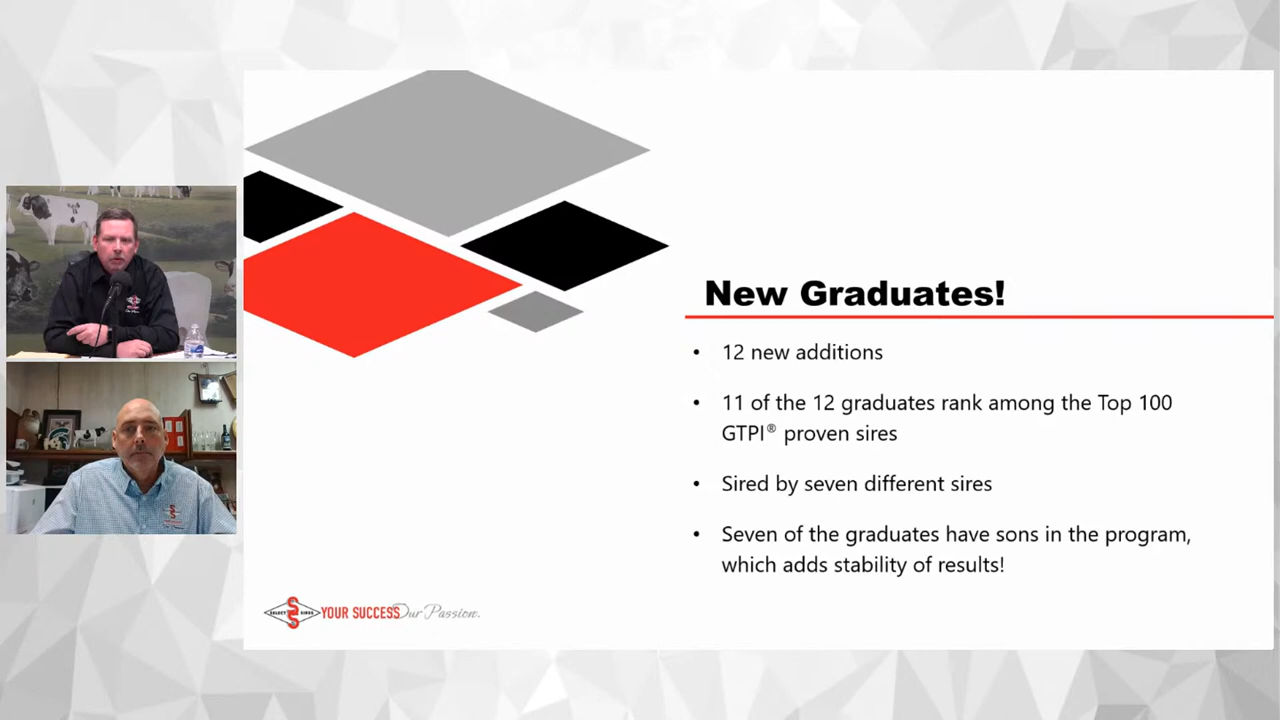 New Graduates!
• 12 new additions
• 11 of the 12 graduates rank among the Top 100
GTPI® proven sires
• Sired by seven different sires
• Seven of the graduates have sons in the program,
which adds stability of results!
SELECT SIRES YOUR SUCCESS Our Passion.